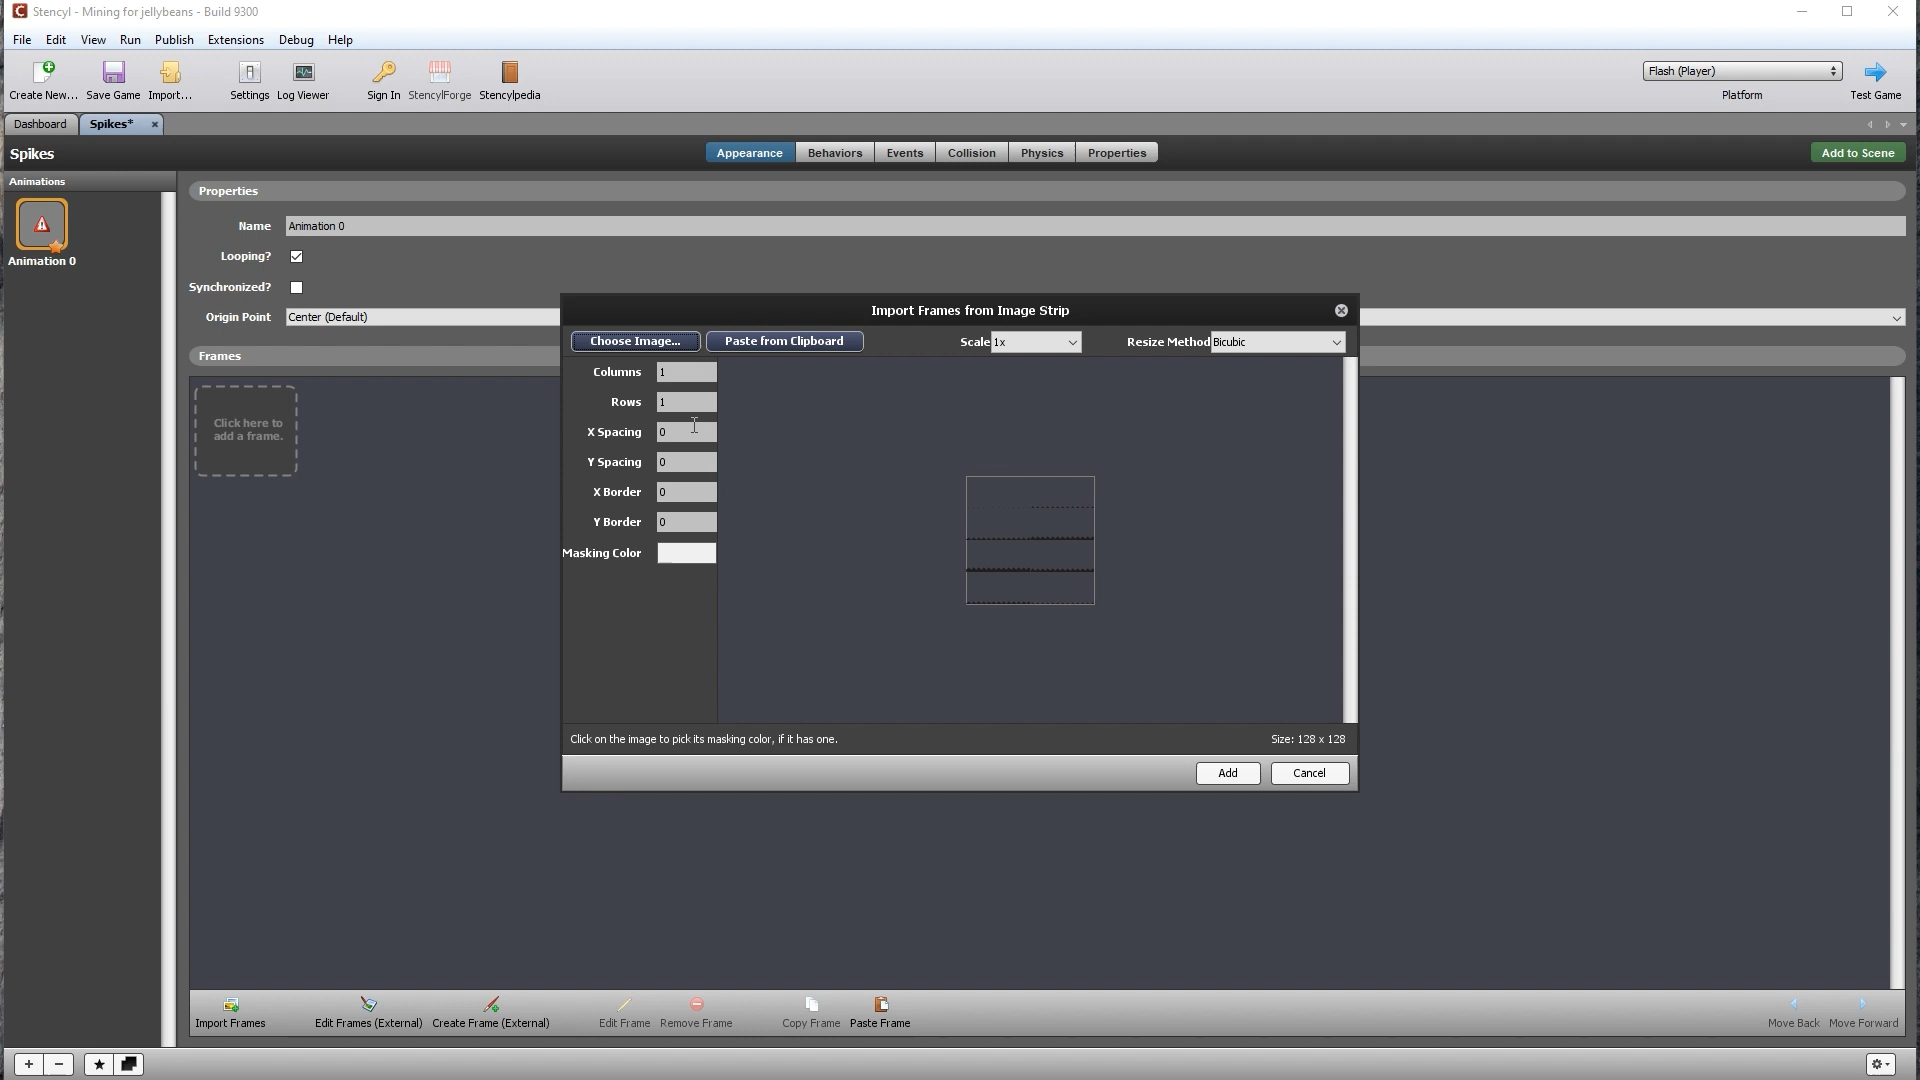 Stencyl - Mining for jellybeans - Build 9300
File Edit View Run Publish Extensions Debug Help
Create New... Save Game Import... Settings Log Viewer Sign In StencylForge Stencylpedia
Flash (Player)
Platform
Test Game
Dashboard Spikes*
Spikes
Appearance Behaviors Events Collision Physics Properties
Add to Scene
Animations
Animation 0
Properties
Name Animation 0
Looping?
Synchronized?
Origin Point Center (Default)
Frames
Click here to
add a frame.
Import Frames from Image Strip
Choose Image... Paste from Clipboard Scale 1x Resize Method Bicubic
Columns 1
Rows 1
X Spacing 0
Y Spacing 0
X Border 0
Y Border 0
Masking Color
Click on the image to pick its masking color, if it has one. Size: 128 x 128
Add Cancel
Import Frames Edit Frames (External) Create Frame (External) Edit Frame Remove Frame Copy Frame Paste Frame Move Back Move Forward